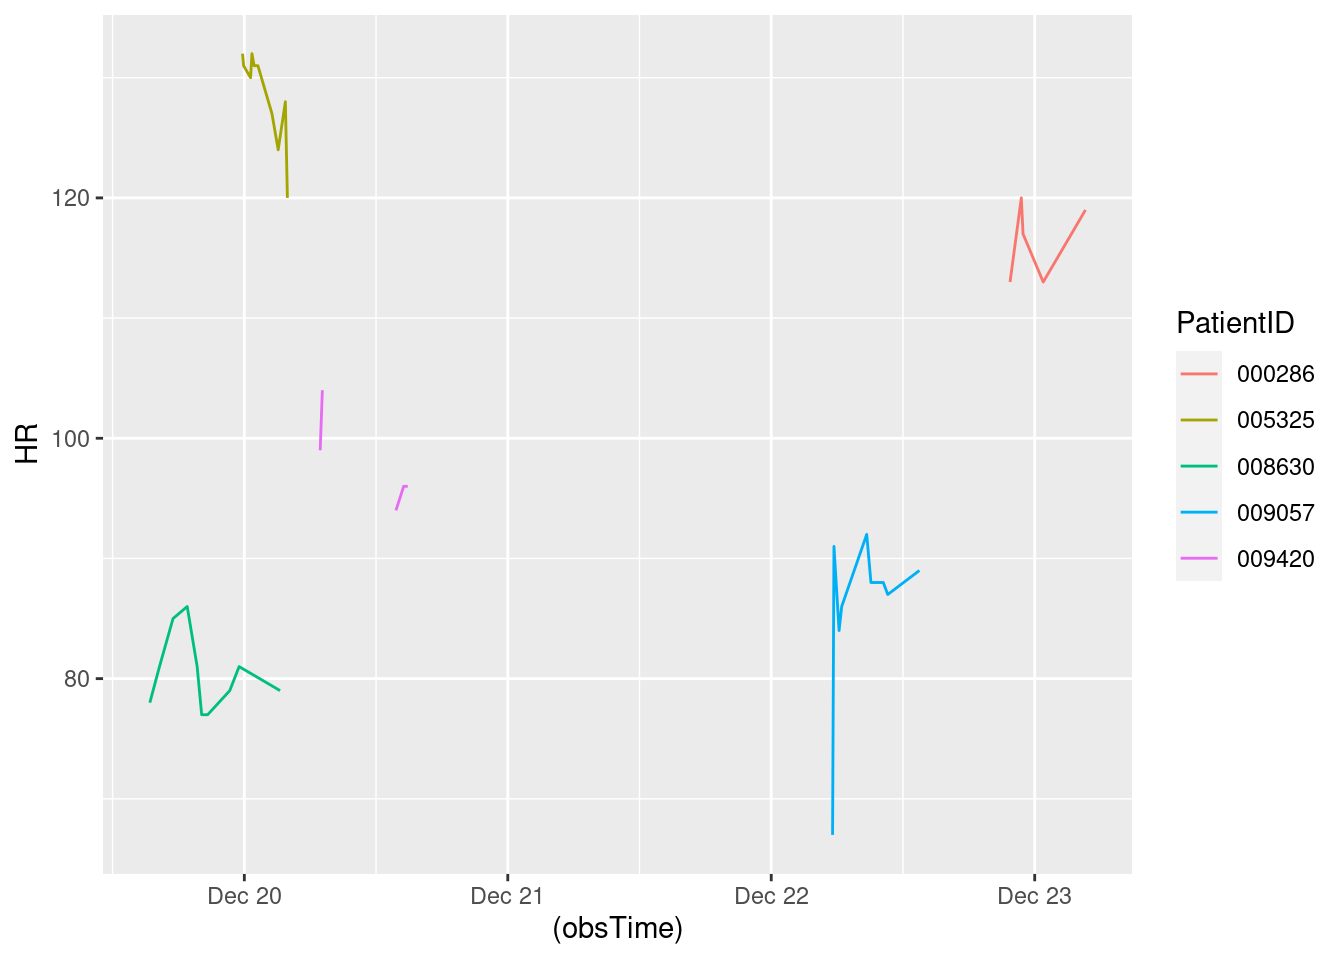 120
100
80
HR
Dec 20
Dec 21
Dec 22
Dec 23
(obsTime)
PatientID
000286
005325
008630
009057
009420